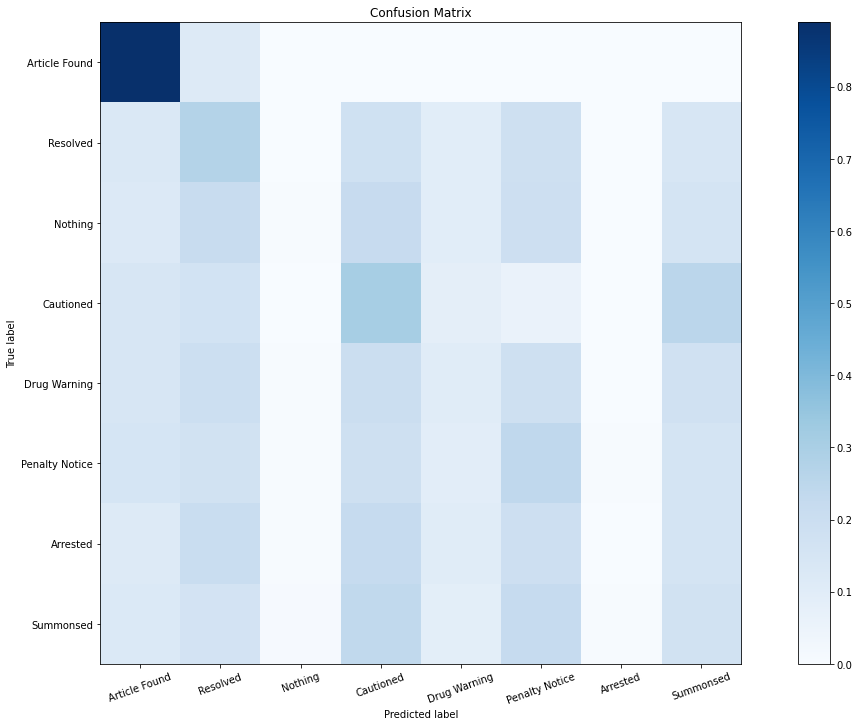 Confusion Matrix
True label
Article Found
Resolved
Nothing
Cautioned
Drug Warning
Penalty Notice
Arrested
Summonsed
Article Found
Resolved
Nothing
Cautioned
Drug Warning
Penalty Notice
Arrested
Summonsed
Predicted label
0.8
0.7
0.6
0.5
0.4
0.3
0.2
0.1
0.0